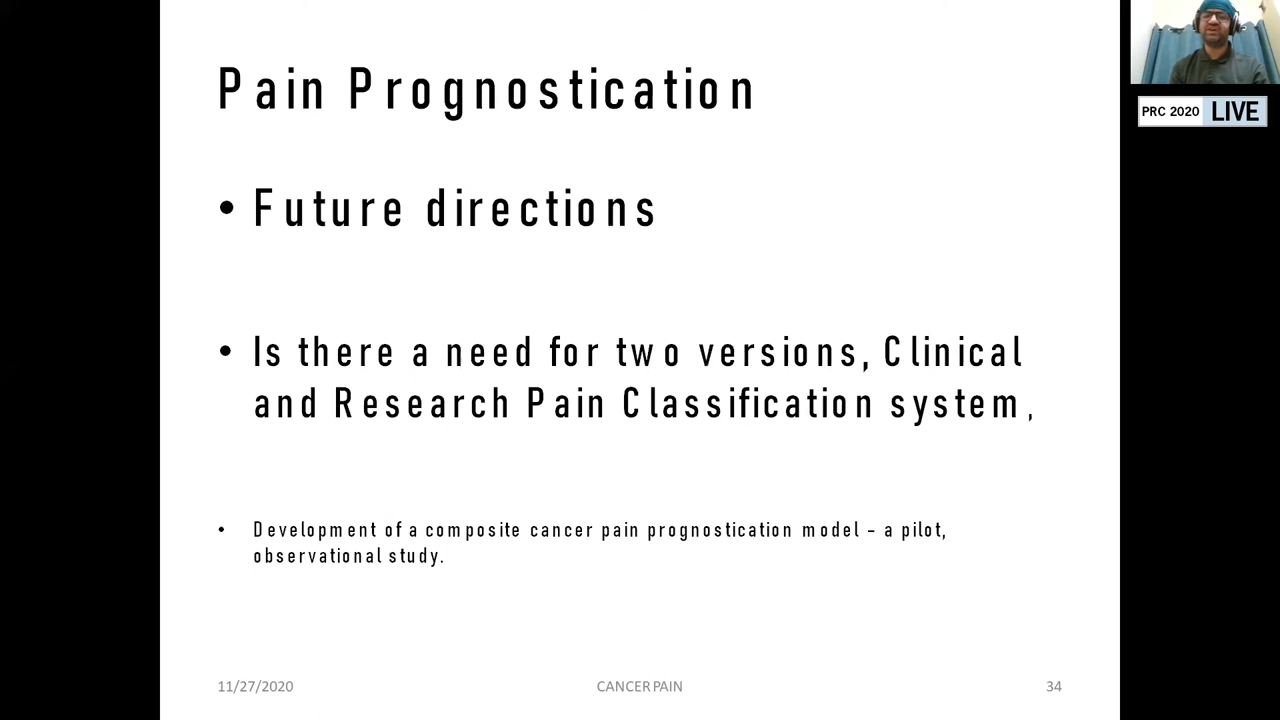 Pain Prognostication
• Future directions
• Is there a need for two versions, Clinical
and Research Pain Classification system,
• Development of a composite cancer pain prognostication model – a pilot,
observational study.
11/27/2020 CANCER PAIN 34
PRC 2020 LIVE